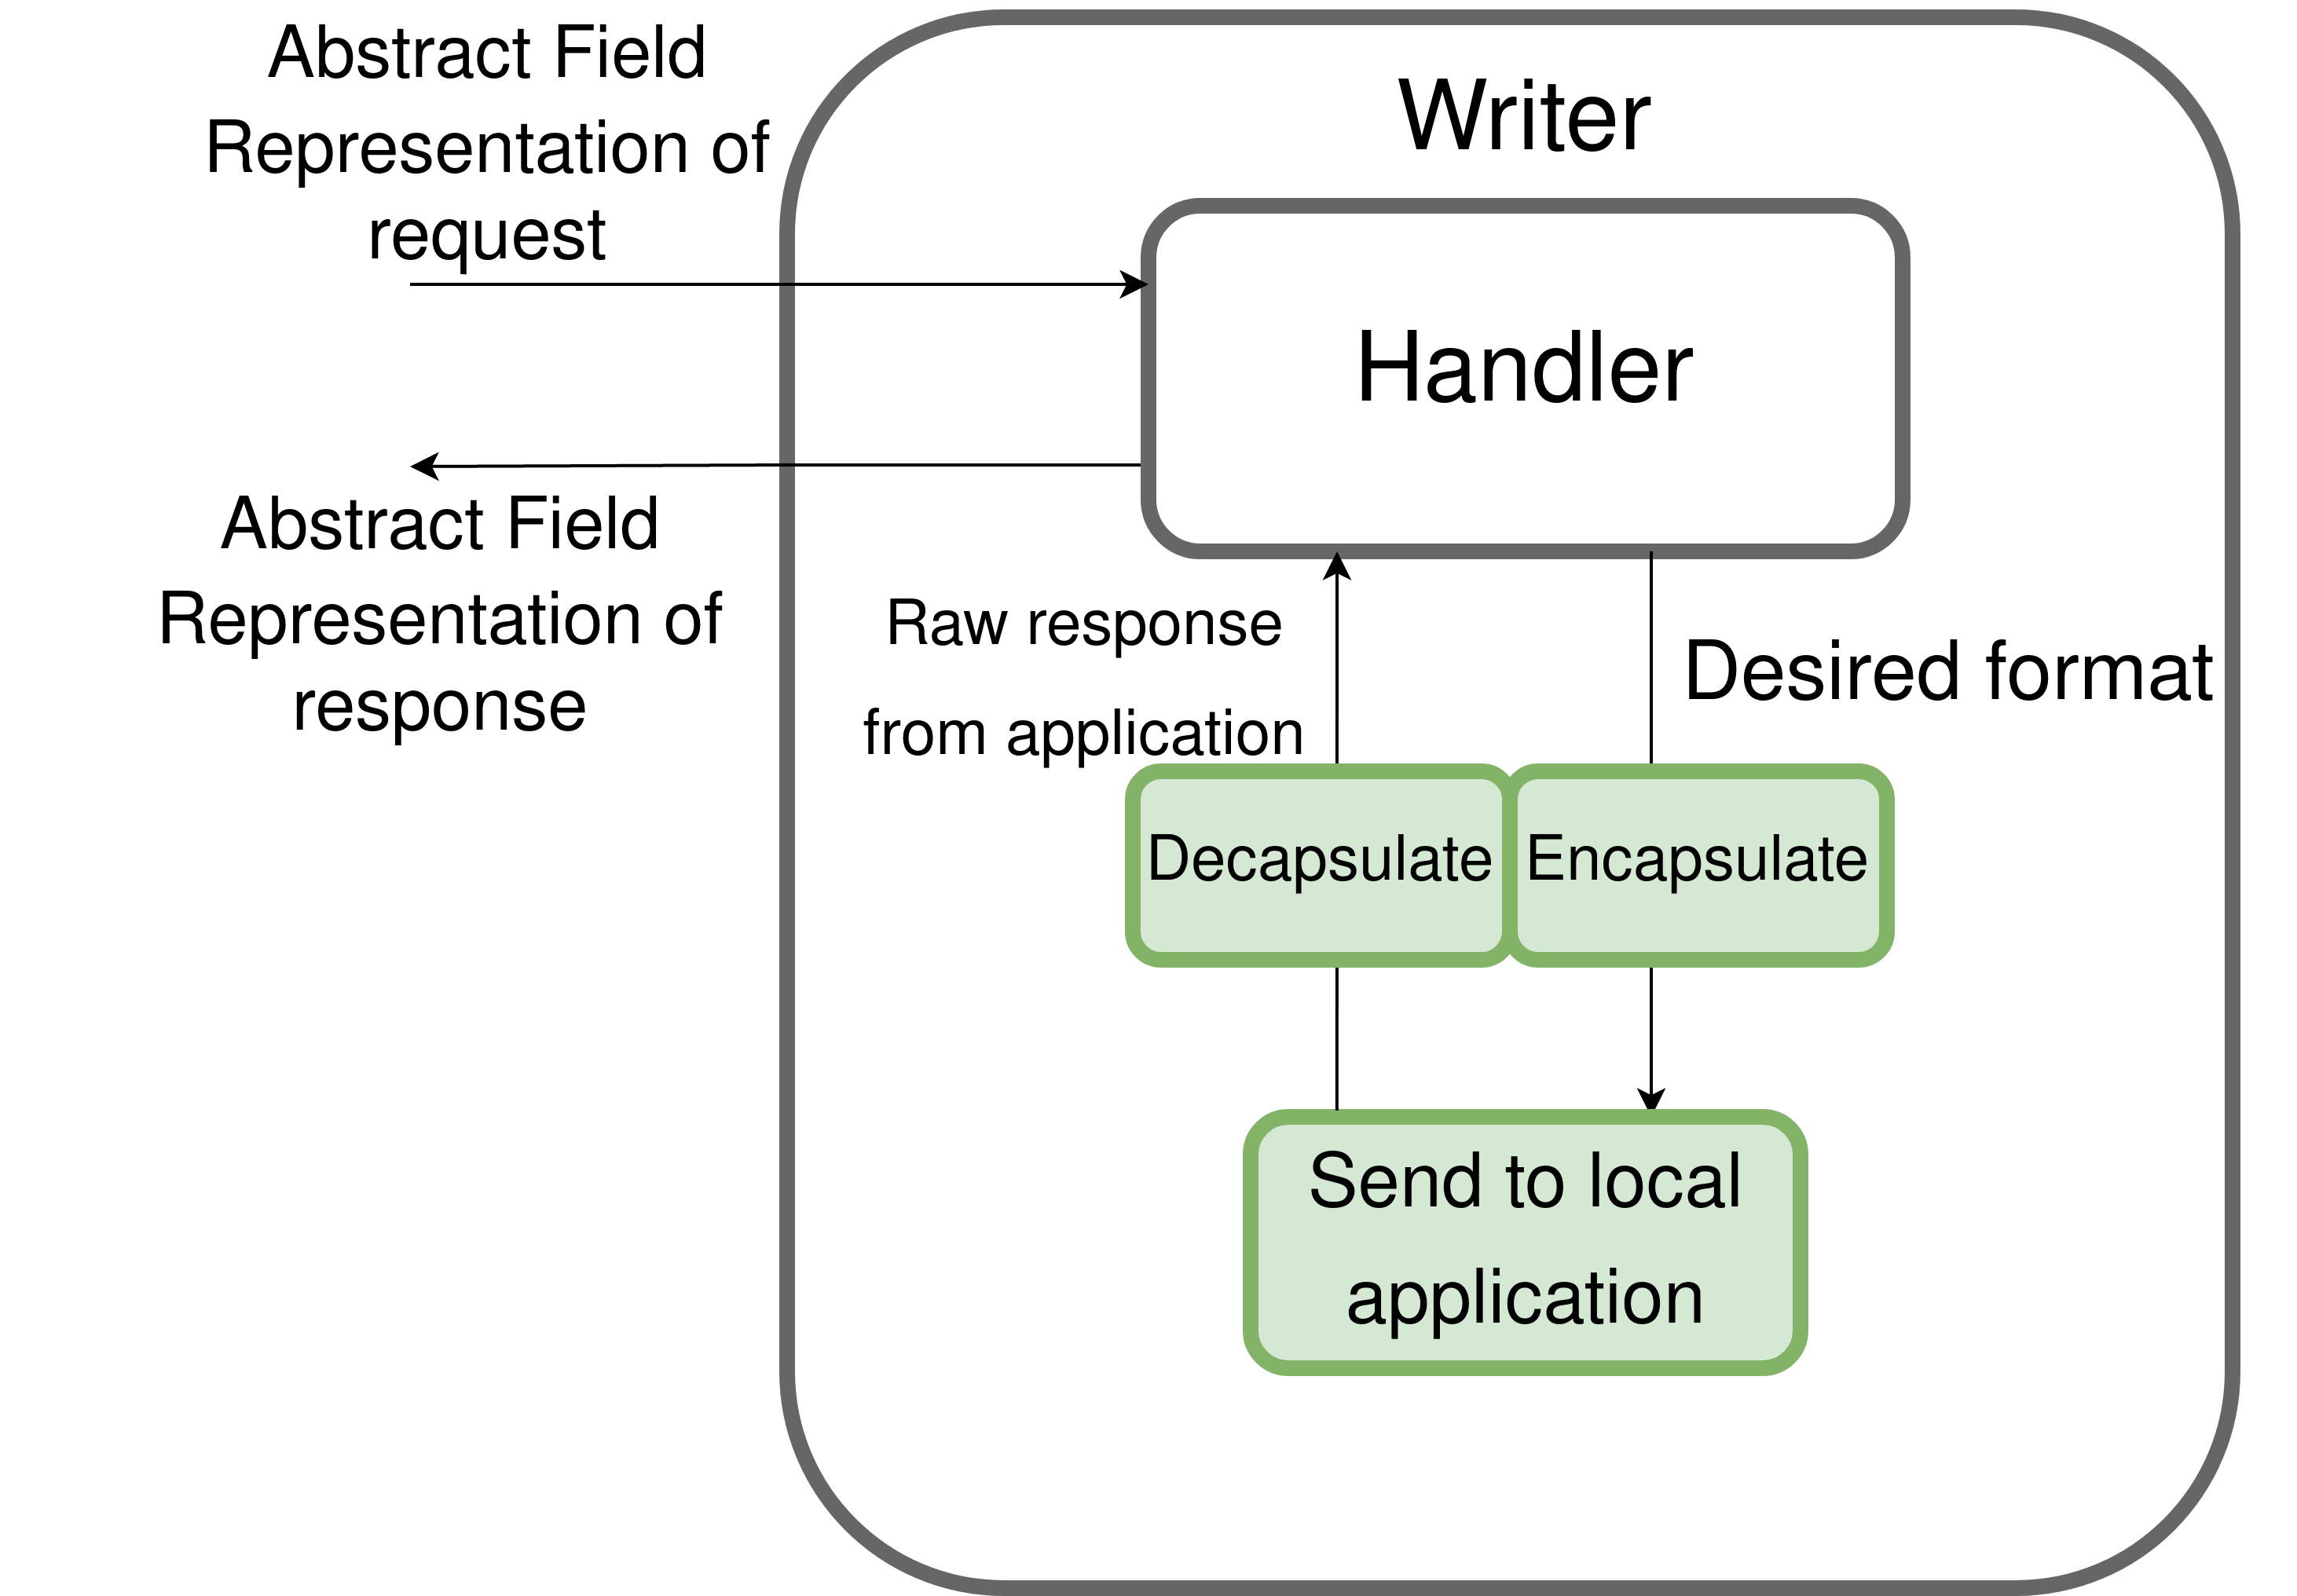 Abstract Field
Representation of
request
Writer
Handler
Abstract Field
Representation of
response
Raw response
from application
Desired format
Decapsulate
Encapsulate
Send to local
application